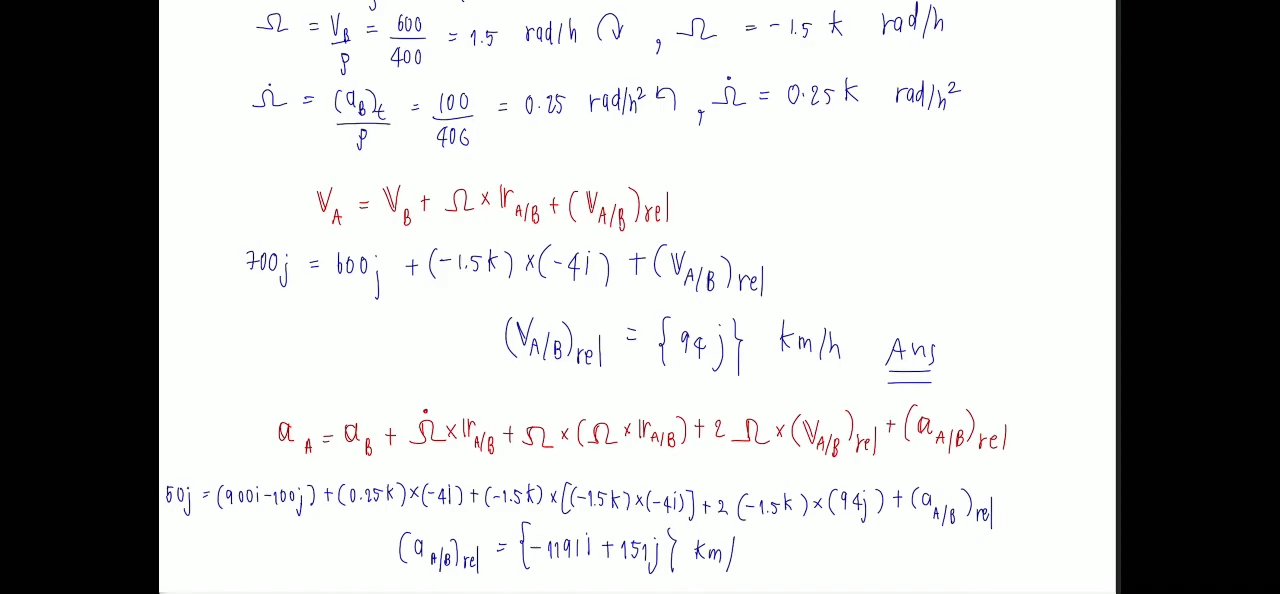 Ω = V_B/ρ = 600/400 = 1.5 rad/h ↷ , Ω = -1.5 k rad/h
Ω̇ = (a_B)_t/ρ = 100/400 = 0.25 rad/h² ↶ , Ω̇ = 0.25 k rad/h²
V_A = V_B + Ω × r_A/B + (V_A/B)rel
700j = 600j + (-1.5k) × (-4i) + (V_A/B)rel
(V_A/B)rel = {94j} km/h Ans
a_A = a_B + Ω̇ × r_A/B + Ω × (Ω × r_A/B) + 2 Ω × (V_A/B)rel + (a_A/B)rel
50j = (900i-100j) + (0.25k) × (-4i) + (-1.5k) × [(-1.5k) × (-4i)] + 2 (-1.5k) × (94j) + (a_A/B)rel
(a_A/B)rel = {-1191i + 151j} km/